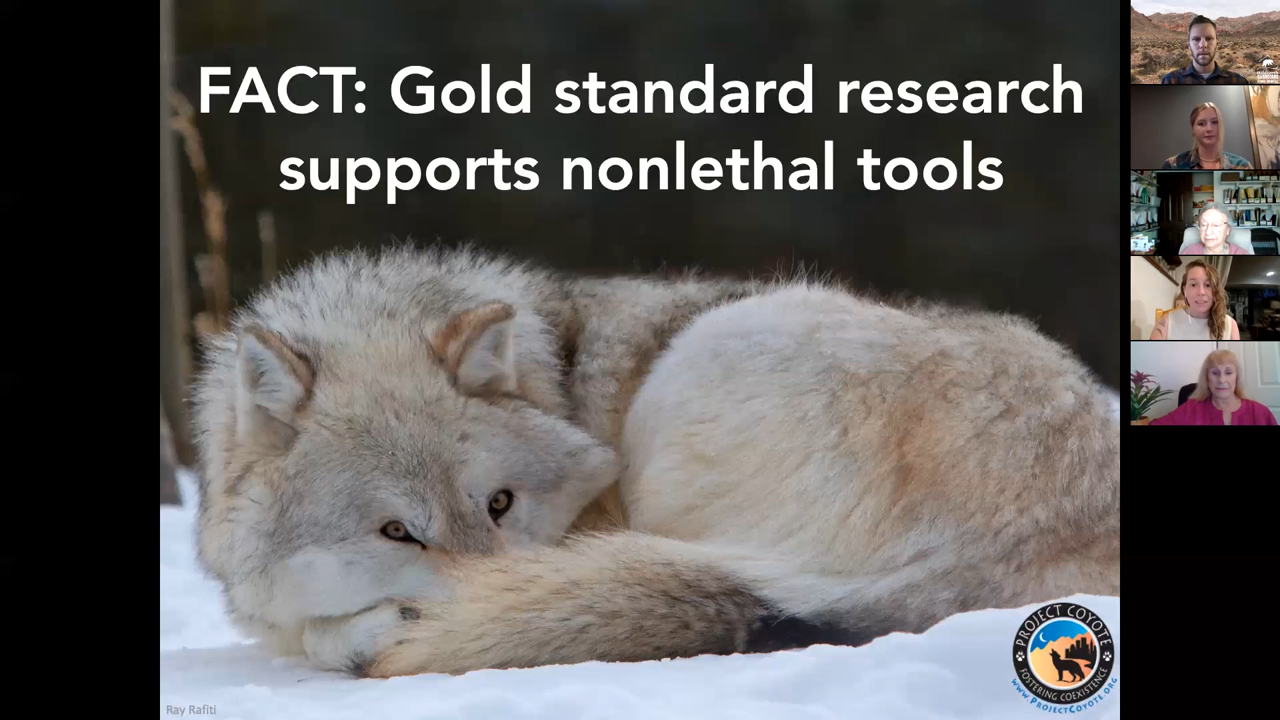 FACT: Gold standard research
supports nonlethal tools
PROJECT COYOTE
FOSTERING COEXISTENCE
www.ProjectCoyote.org
Ray Rafiti